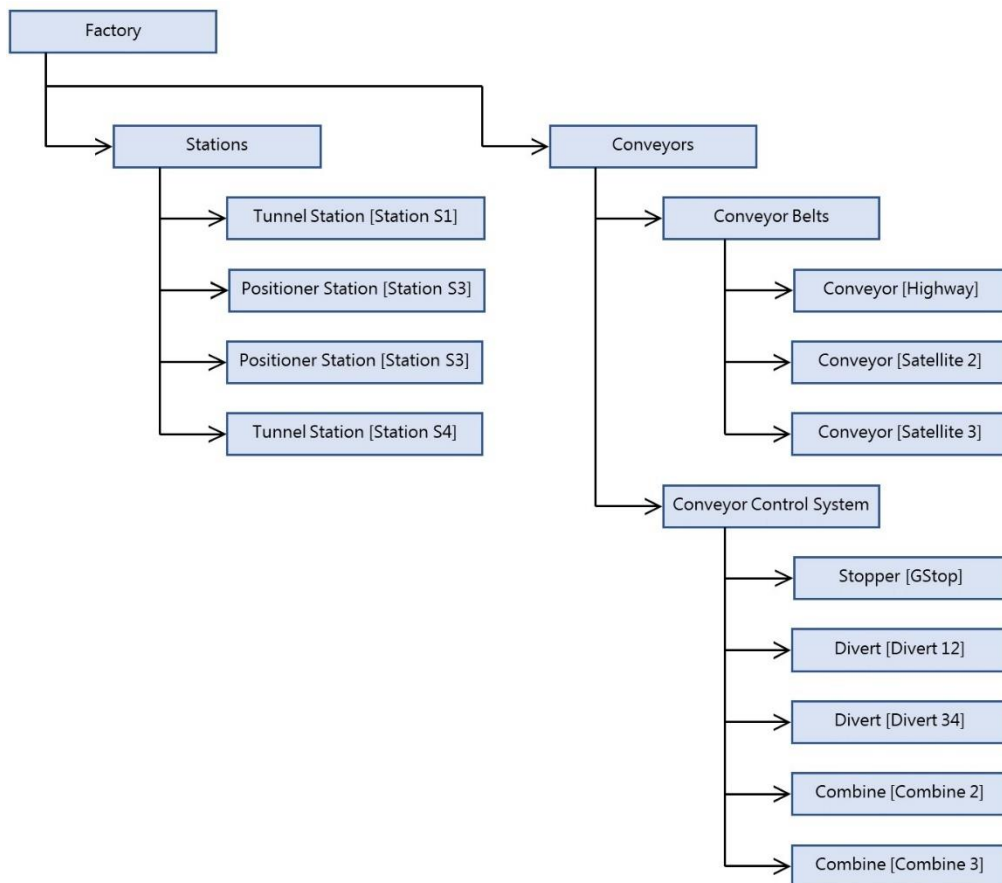 Factory
Stations
Tunnel Station [Station S1]
Positioner Station [Station S3]
Positioner Station [Station S3]
Tunnel Station [Station S4]
Conveyors
Conveyor Belts
Conveyor [Highway]
Conveyor [Satellite 2]
Conveyor [Satellite 3]
Conveyor Control System
Stopper [GStop]
Divert [Divert 12]
Divert [Divert 34]
Combine [Combine 2]
Combine [Combine 3]